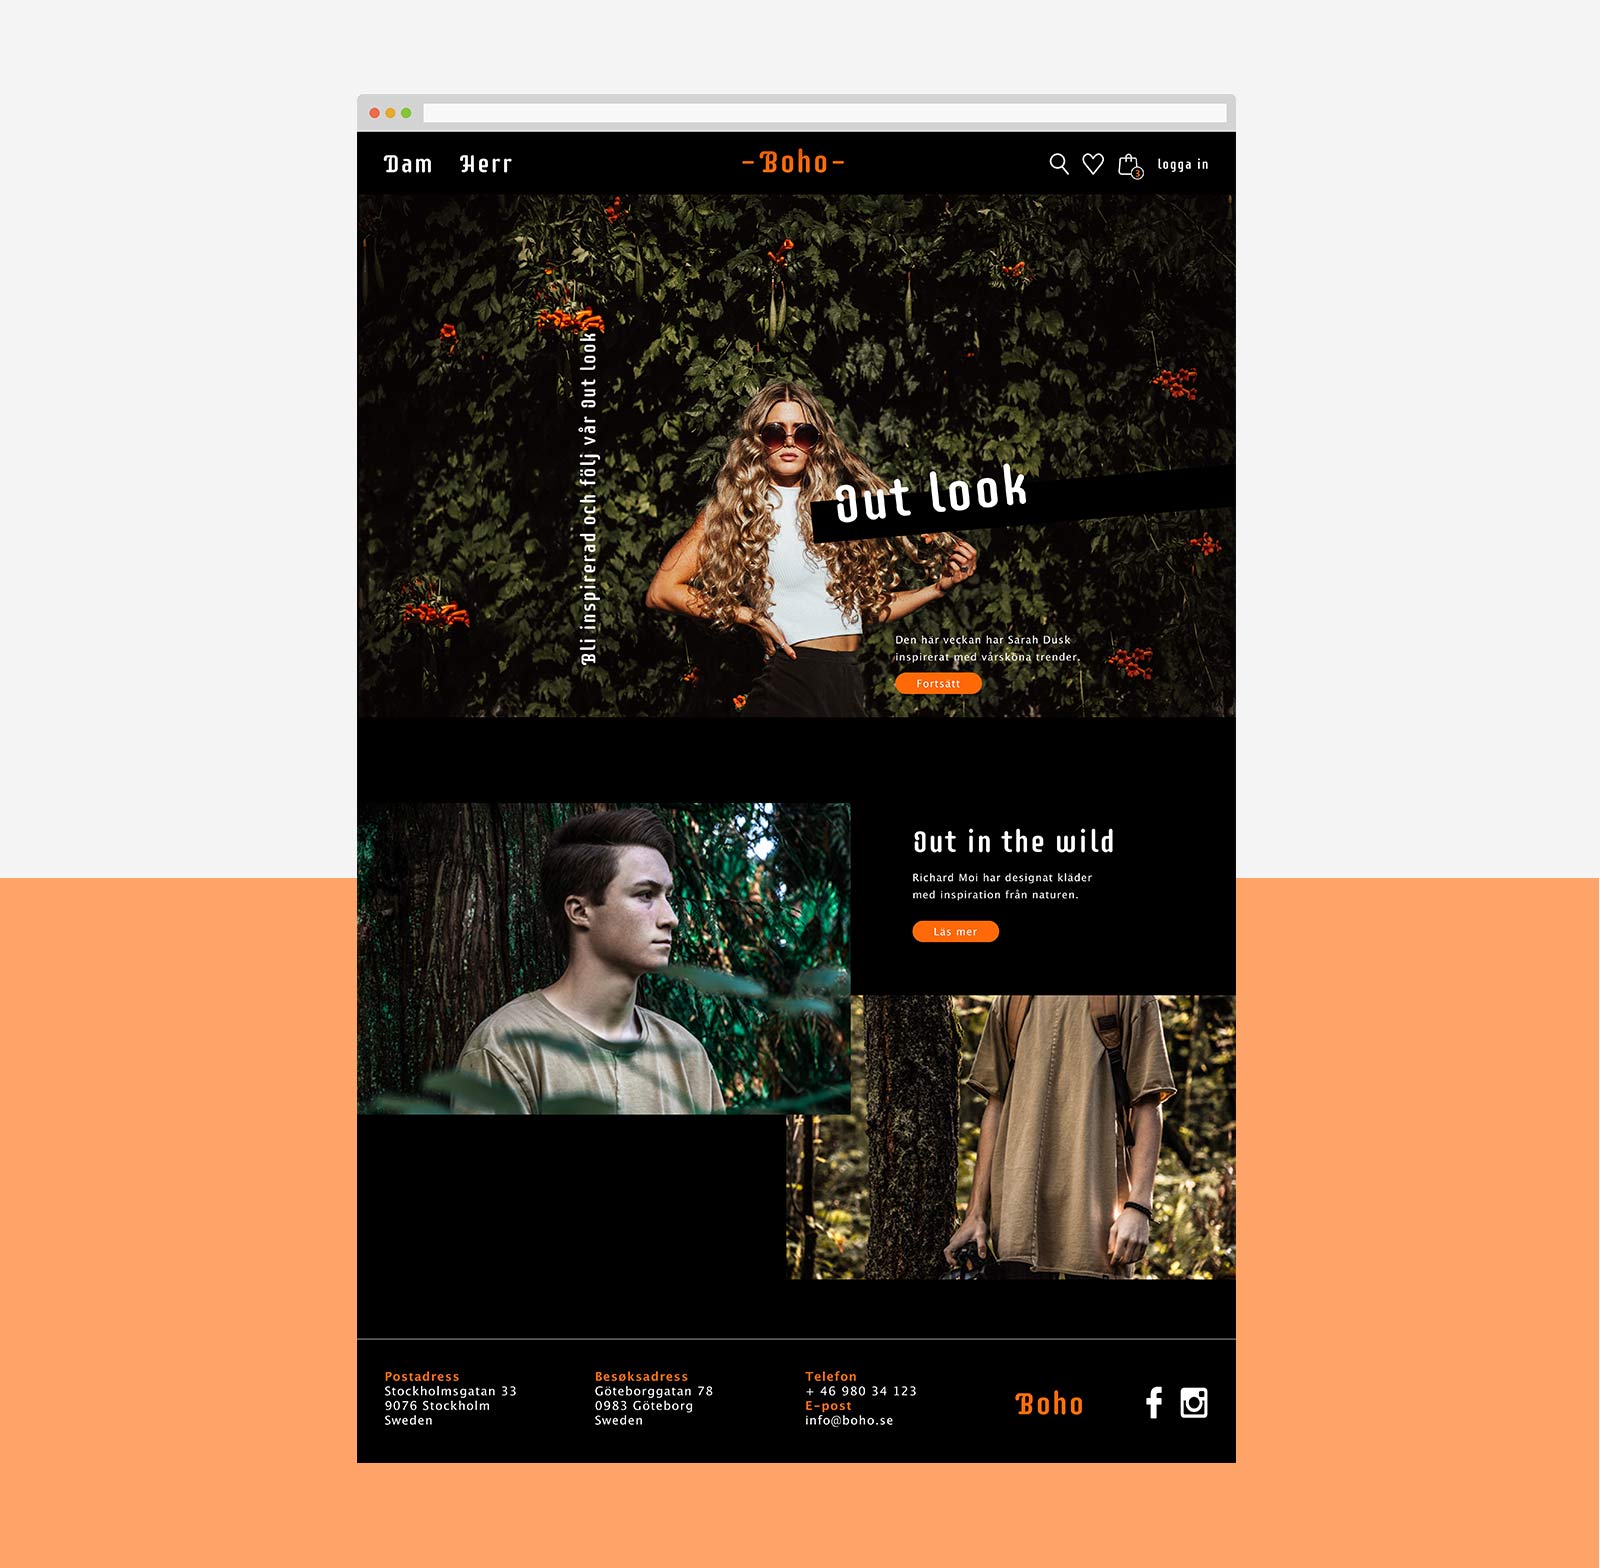 Dam Herr
-Boho-
3
logga in
Bli inspirerad och följ vår Out look
Out look
Den här veckan har Sarah Dusk
inspirerat med vårsköna trender.
Fortsätt
Out in the wild
Richard Moi har designat kläder
med inspiration från naturen.
Läs mer
Postadress
Stockholmsgatan 33
9076 Stockholm
Sweden
Besøksadress
Göteborggatan 78
0983 Göteborg
Sweden
Telefon
+ 46 980 34 123
E-post
info@boho.se
Boho